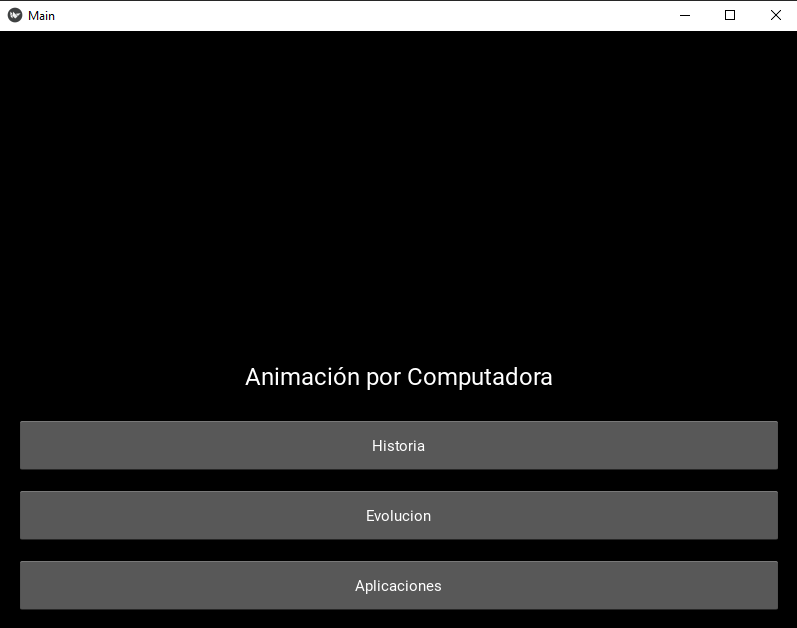 Main
Animación por Computadora
Historia
Evolucion
Aplicaciones